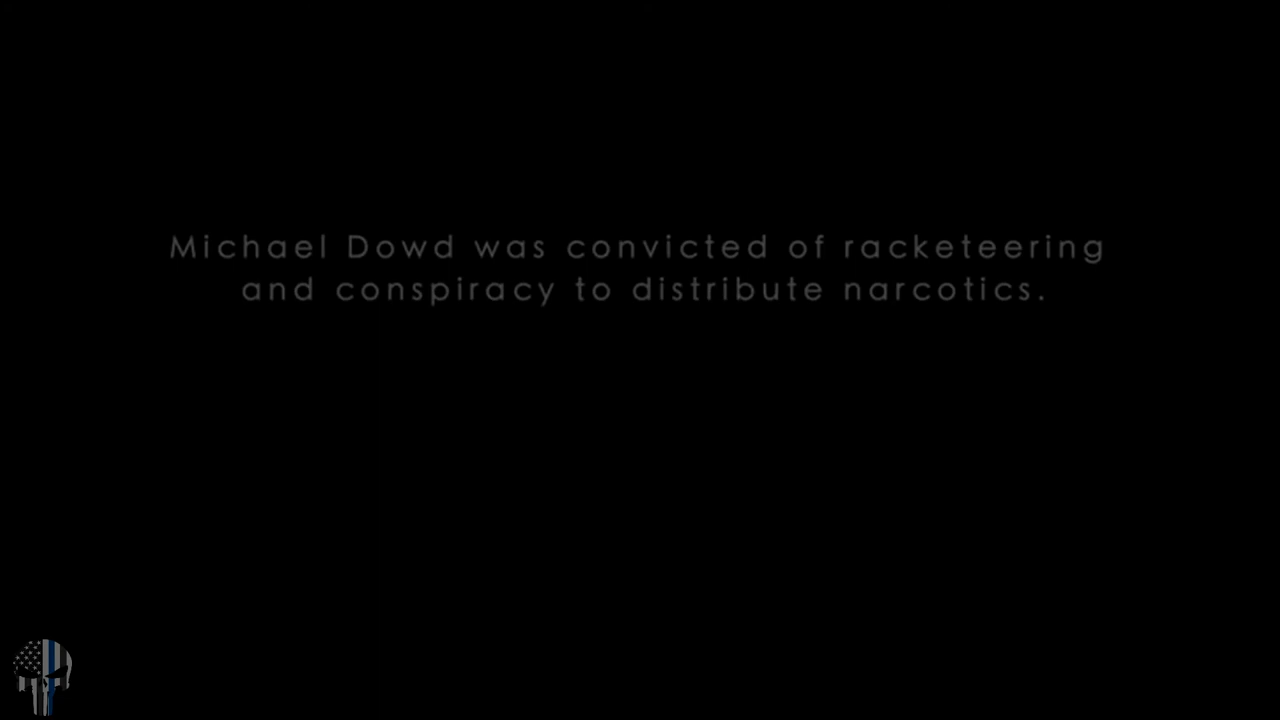 Michael Dowd was convicted of racketeering
and conspiracy to distribute narcotics.